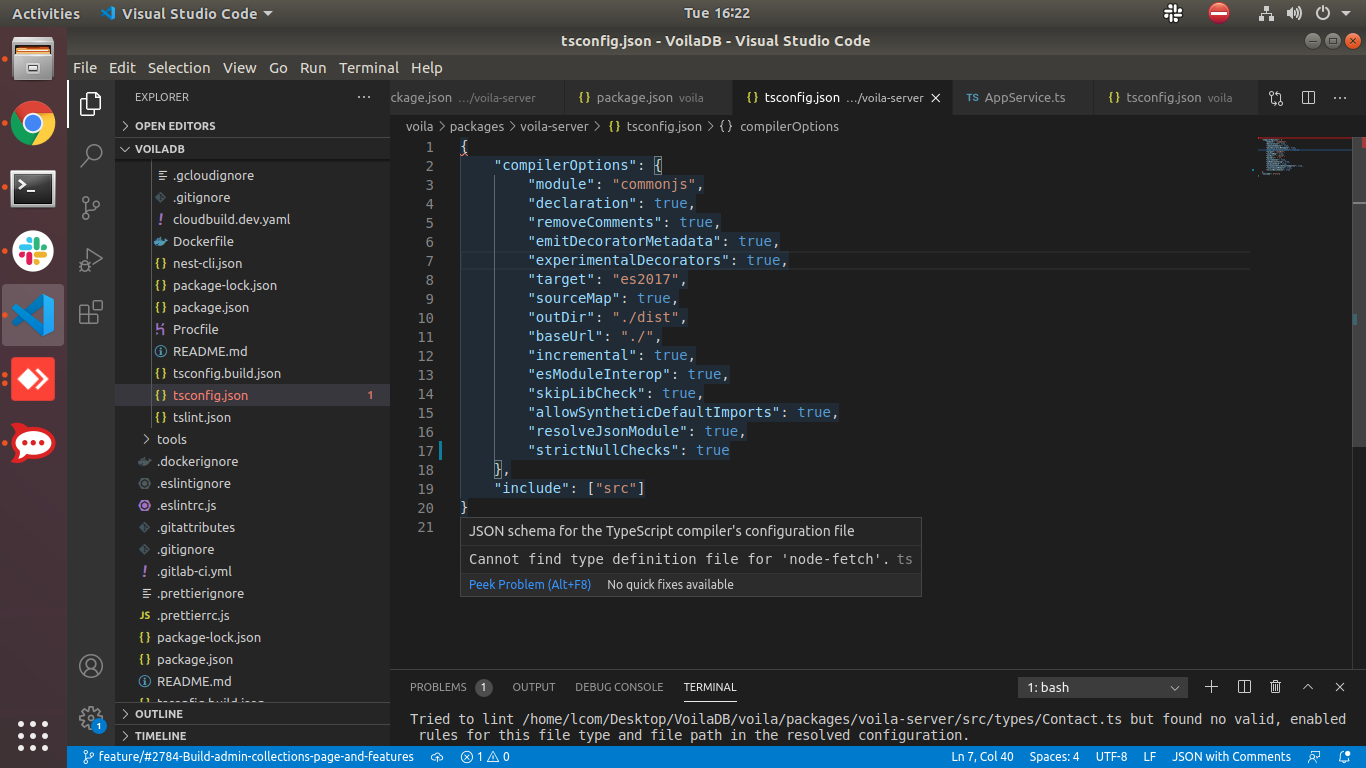 Activities
Visual Studio Code
Tue 16:22
tsconfig.json - VoilaDB - Visual Studio Code
File Edit Selection View Go Run Terminal Help
EXPLORER
OPEN EDITORS
VOILADB
.gcloudignore
.gitignore
cloudbuild.dev.yaml
Dockerfile
nest-cli.json
package-lock.json
package.json
Procfile
README.md
tsconfig.build.json
tsconfig.json 1
tslint.json
tools
.dockerignore
.eslintignore
.eslintrc.js
.gitattributes
.gitignore
.gitlab-ci.yml
.prettierignore
.prettierrc.js
package-lock.json
package.json
README.md
tsconfig.build.json
OUTLINE
TIMELINE
1
ckage.json .../voila-server
package.json voila
tsconfig.json .../voila-server
TS AppService.ts
tsconfig.json voila
voila > packages > voila-server > {} tsconfig.json > {} compilerOptions
1 {
2 "compilerOptions": {
3 "module": "commonjs",
4 "declaration": true,
5 "removeComments": true,
6 "emitDecoratorMetadata": true,
7 "experimentalDecorators": true,
8 "target": "es2017",
9 "sourceMap": true,
10 "outDir": "./dist",
11 "baseUrl": "./",
12 "incremental": true,
13 "esModuleInterop": true,
14 "skipLibCheck": true,
15 "allowSyntheticDefaultImports": true,
16 "resolveJsonModule": true,
17 "strictNullChecks": true
18 },
19 "include": ["src"]
20 }
21
JSON schema for the TypeScript compiler's configuration file
Cannot find type definition file for 'node-fetch'. ts
Peek Problem (Alt+F8) No quick fixes available
PROBLEMS 1 OUTPUT DEBUG CONSOLE TERMINAL
1: bash
Tried to lint /home/lcom/Desktop/VoilaDB/voila/packages/voila-server/src/types/Contact.ts but found no valid, enabled
rules for this file type and file path in the resolved configuration.
feature/#2784-Build-admin-collections-page-and-features
1 0
Ln 7, Col 40 Spaces: 4 UTF-8 LF JSON with Comments